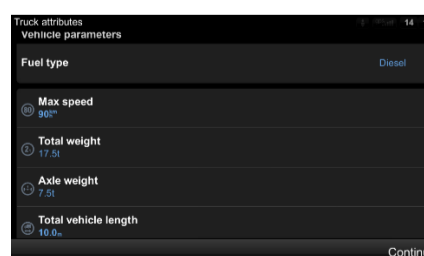 Truck attributes
14
Vehicle parameters
Fuel type
Diesel
Max speed
90
Total weight
17.5t
Axle weight
7.5t
Total vehicle length
10.0m
Contin